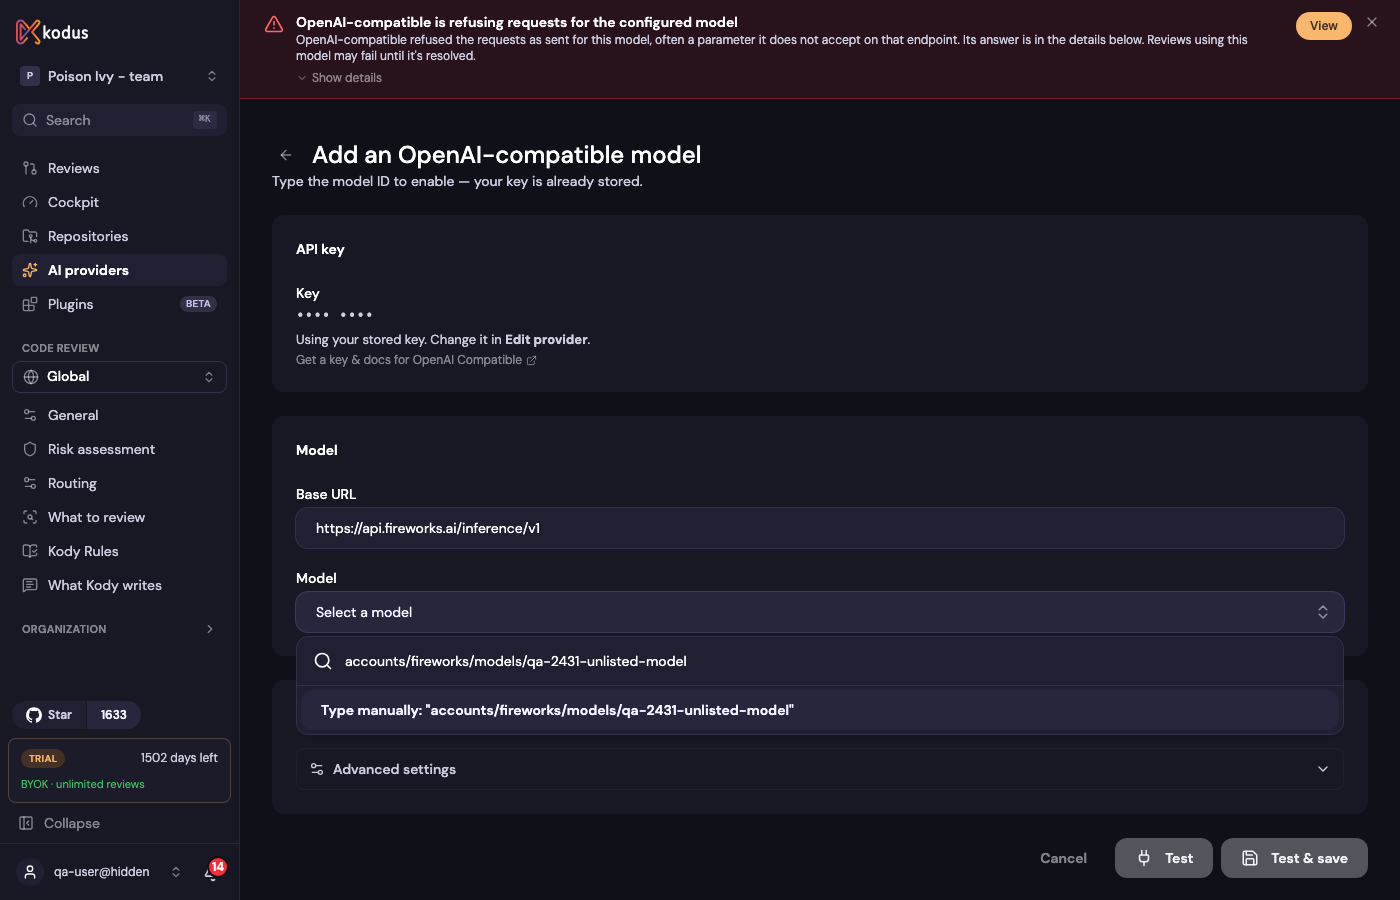 kodus
P Poison Ivy - team
Search ⌘K
Reviews
Cockpit
Repositories
AI providers
Plugins BETA
CODE REVIEW
Global
General
Risk assessment
Routing
What to review
Kody Rules
What Kody writes
ORGANIZATION
Star 1633
TRIAL 1502 days left
BYOK · unlimited reviews
Collapse
qa-user@hidden 14
OpenAI-compatible is refusing requests for the configured model
OpenAI-compatible refused the requests as sent for this model, often a parameter it does not accept on that endpoint. Its answer is in the details below. Reviews using this
model may fail until it's resolved.
Show details
View
Add an OpenAI-compatible model
Type the model ID to enable — your key is already stored.
API key
Key
•••• ••••
Using your stored key. Change it in Edit provider.
Get a key & docs for OpenAI Compatible
Model
Base URL
https://api.fireworks.ai/inference/v1
Model
Select a model
accounts/fireworks/models/qa-2431-unlisted-model
Type manually: "accounts/fireworks/models/qa-2431-unlisted-model"
Advanced settings
Cancel
Test
Test & save